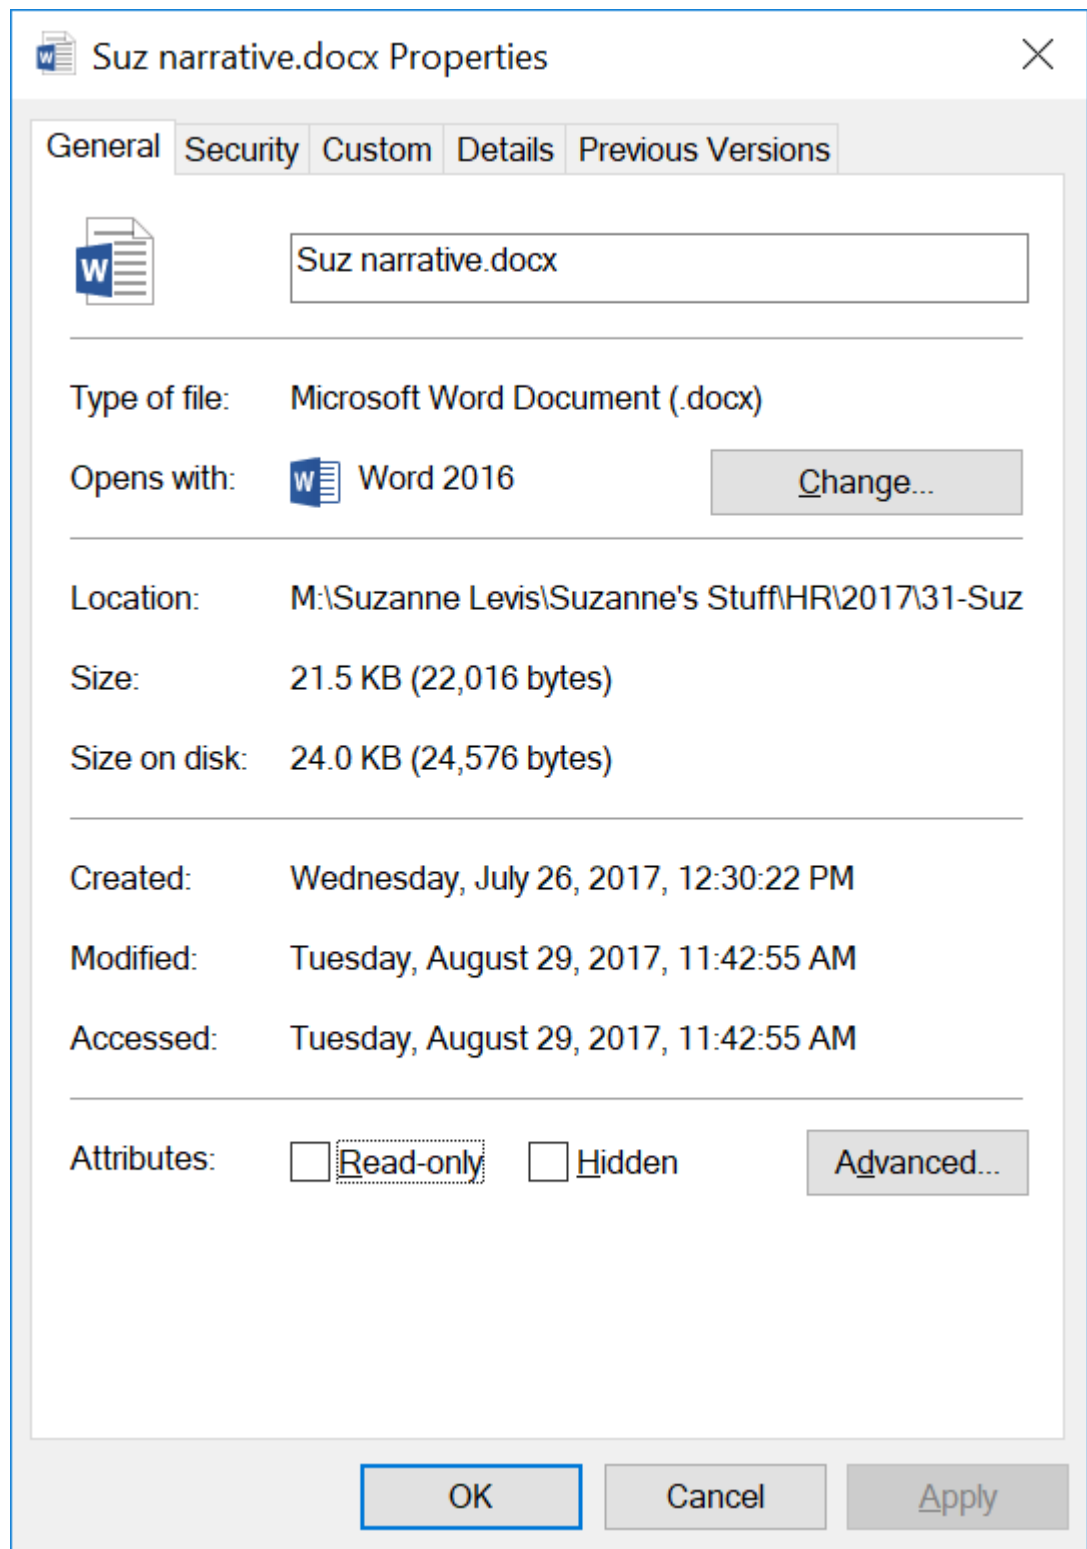 Suz narrative.docx Properties
General Security Custom Details Previous Versions
Suz narrative.docx
Type of file: Microsoft Word Document (.docx)
Opens with: Word 2016 Change...
Location: M:\Suzanne Levis\Suzanne's Stuff\HR\2017\31-Suz
Size: 21.5 KB (22,016 bytes)
Size on disk: 24.0 KB (24,576 bytes)
Created: Wednesday, July 26, 2017, 12:30:22 PM
Modified: Tuesday, August 29, 2017, 11:42:55 AM
Accessed: Tuesday, August 29, 2017, 11:42:55 AM
Attributes: Read-only Hidden Advanced...
OK Cancel Apply